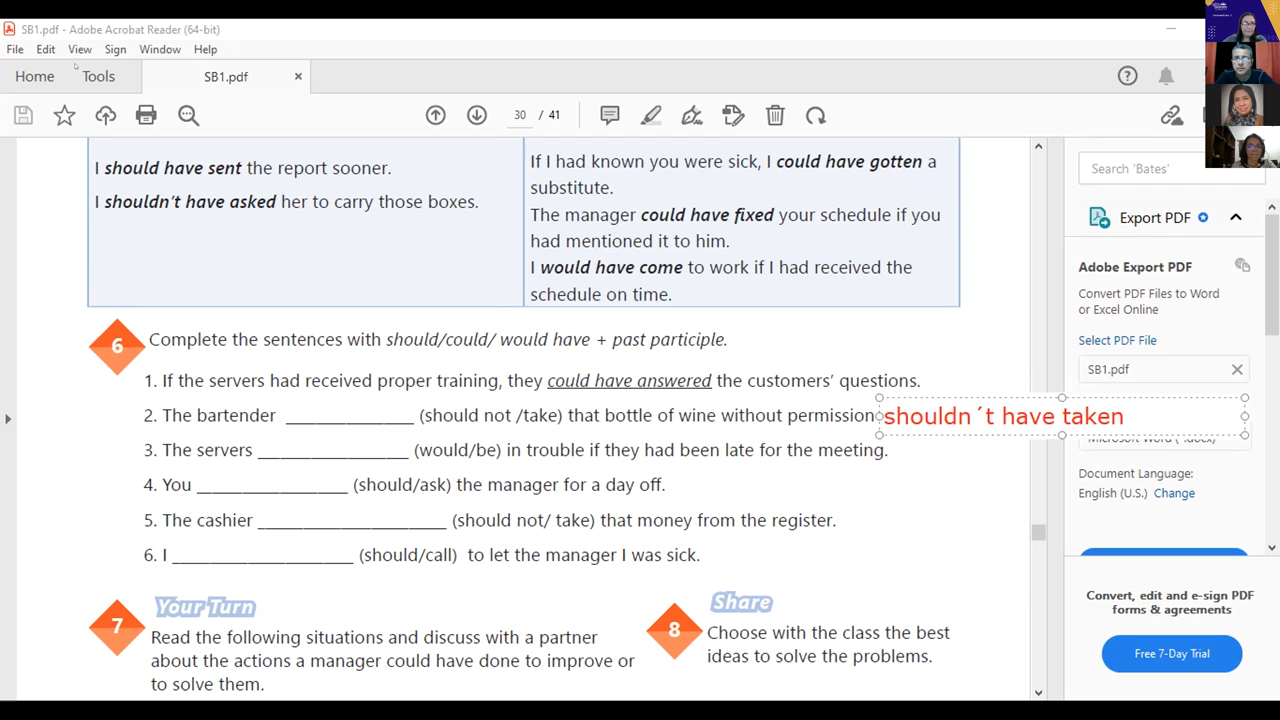 SB1.pdf - Adobe Acrobat Reader (64-bit)
File Edit View Sign Window Help
Home Tools SB1.pdf ×
30 / 41
I should have sent the report sooner.
I shouldn't have asked her to carry those boxes.
If I had known you were sick, I could have gotten a
substitute.
The manager could have fixed your schedule if you
had mentioned it to him.
I would have come to work if I had received the
schedule on time.
6 Complete the sentences with should/could/ would have + past participle.
1. If the servers had received proper training, they could have answered the customers' questions.
2. The bartender ______________ (should not /take) that bottle of wine without permission
shouldn´t have taken
3. The servers ________________ (would/be) in trouble if they had been late for the meeting.
4. You ________________ (should/ask) the manager for a day off.
5. The cashier ____________________ (should not/ take) that money from the register.
6. I ___________________ (should/call) to let the manager I was sick.
7 Your Turn
Read the following situations and discuss with a partner
about the actions a manager could have done to improve or
to solve them.
8 Share
Choose with the class the best
ideas to solve the problems.
Search 'Bates'
Export PDF
Adobe Export PDF
Convert PDF Files to Word
or Excel Online
Select PDF File
SB1.pdf
Document Language:
English (U.S.) Change
Convert, edit and e-sign PDF
forms & agreements
Free 7-Day Trial